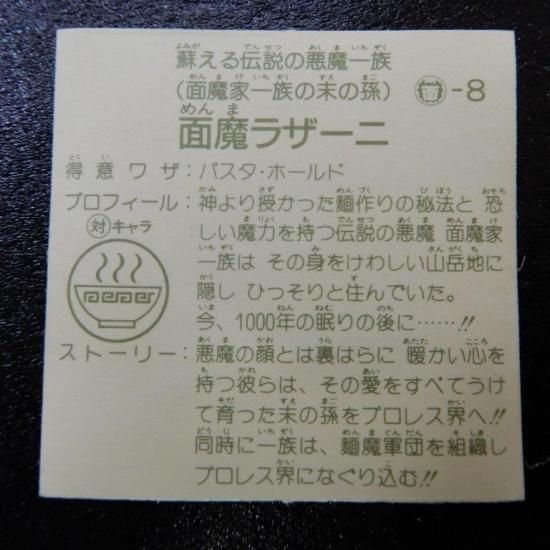 蘇える伝説の悪魔一族
(面魔家一族の末の孫) -8
面魔ラザーニ
得意ワザ:パスタ・ホールド
プロフィール:神より授かった麺作りの秘法と 恐
しい魔力を持つ伝説の悪魔 面魔家
一族は その身をけわしい山岳地に
隠し ひっそりと住んでいた。
今、1000年の眠りの後に……!!
対 キャラ
ストーリー:悪魔の顔とは裏はらに 暖かい心を
持つ彼らは、その愛をすべてうけ
て育った末の孫をプロレス界へ!!
同時に一族は、麺魔軍団を組織し
プロレス界になぐり込む!!